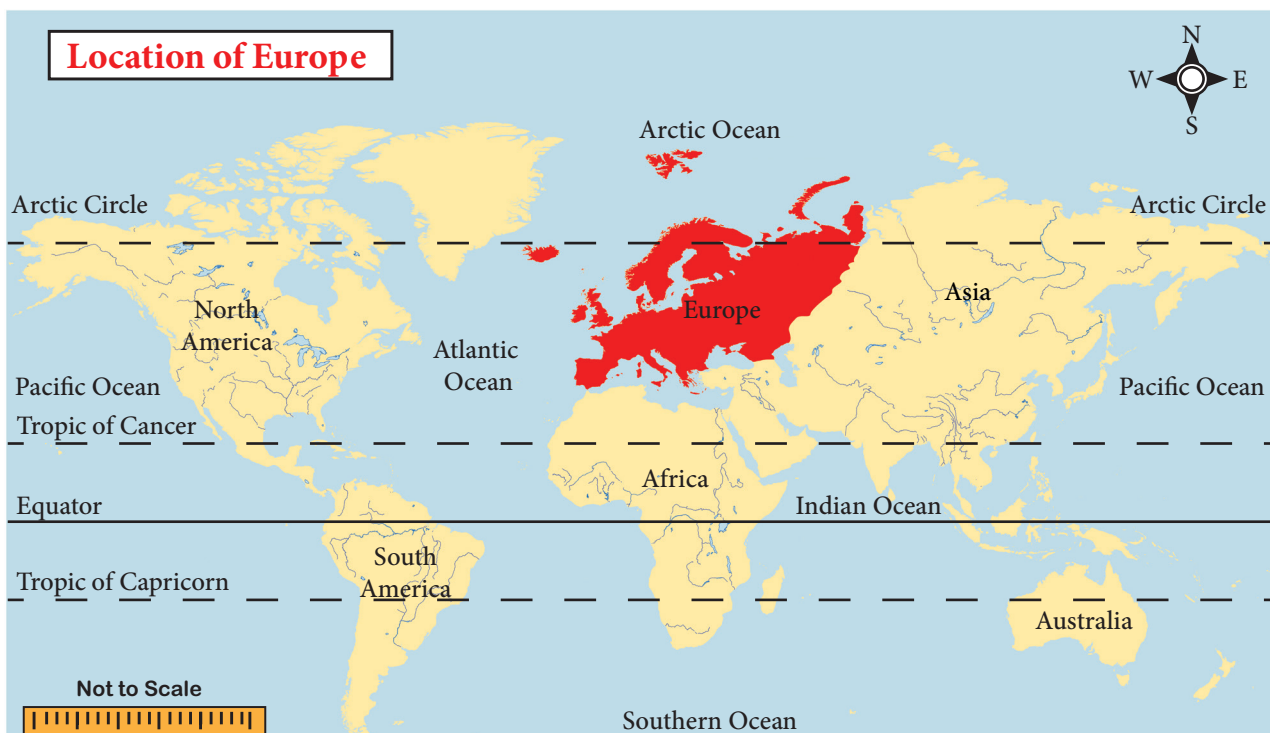 Location of Europe
N
W
E
S
Arctic Ocean
Arctic Circle
Arctic Circle
North
America
Europe
Asia
Atlantic
Ocean
Pacific Ocean
Pacific Ocean
Tropic of Cancer
Africa
Equator
Indian Ocean
South
America
Tropic of Capricorn
Australia
Not to Scale
Southern Ocean